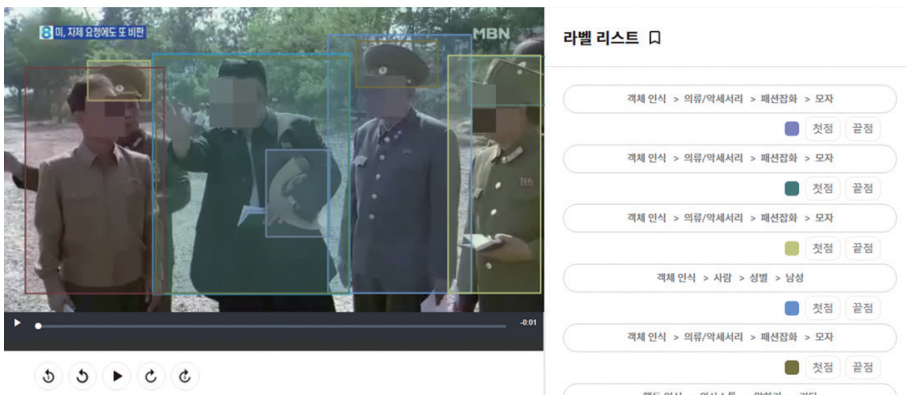 8 미, 자제 요청에도 또 비판
MBN
-0:01
라벨 리스트
객체 인식 > 의류/악세서리 > 패션잡화 > 모자
첫점 끝점
객체 인식 > 의류/악세서리 > 패션잡화 > 모자
첫점 끝점
객체 인식 > 의류/악세서리 > 패션잡화 > 모자
첫점 끝점
객체 인식 > 사람 > 성별 > 남성
첫점 끝점
객체 인식 > 의류/악세서리 > 패션잡화 > 모자
첫점 끝점